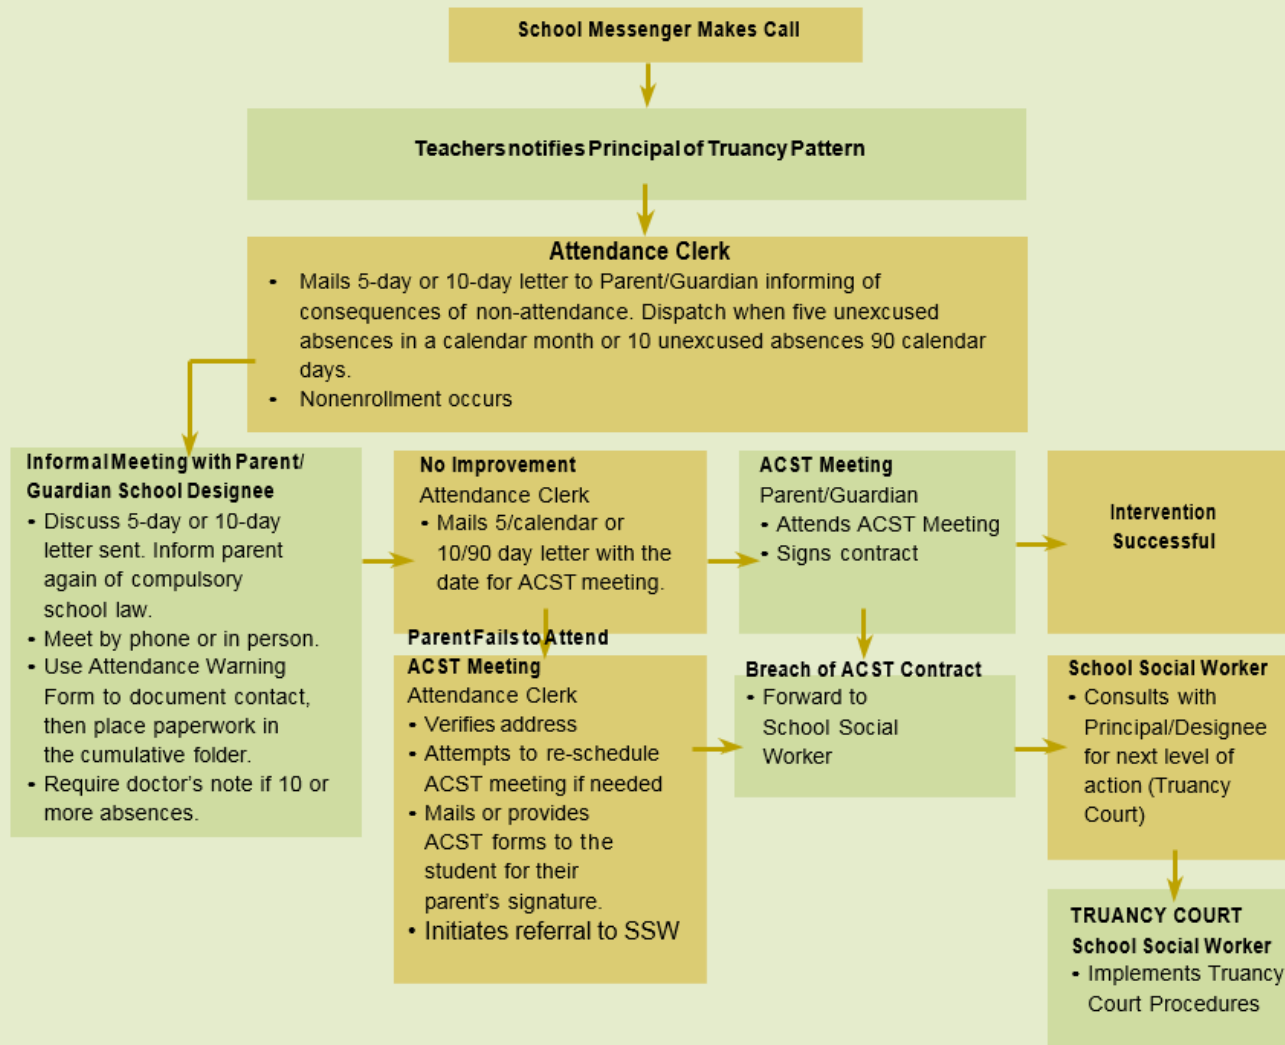 School Messenger Makes Call
Teachers notifies Principal of Truancy Pattern
Attendance Clerk
• Mails 5-day or 10-day letter to Parent/Guardian informing of
consequences of non-attendance. Dispatch when five unexcused
absences in a calendar month or 10 unexcused absences 90 calendar
days.
• Nonenrollment occurs
Informal Meeting with Parent/
Guardian School Designee
• Discuss 5-day or 10-day
letter sent. Inform parent
again of compulsory
school law.
• Meet by phone or in person.
• Use Attendance Warning
Form to document contact,
then place paperwork in
the cumulative folder.
• Require doctor's note if 10 or
more absences.
No Improvement
Attendance Clerk
• Mails 5/calendar or
10/90 day letter with the
date for ACST meeting.
ACST Meeting
Parent/Guardian
• Attends ACST Meeting
• Signs contract
Intervention
Successful
Parent Fails to Attend
ACST Meeting
Attendance Clerk
• Verifies address
• Attempts to re-schedule
ACST meeting if needed
• Mails or provides
ACST forms to the
student for their
parent's signature.
• Initiates referral to SSW
Breach of ACST Contract
• Forward to
School Social
Worker
School Social Worker
• Consults with
Principal/Designee
for next level of
action (Truancy
Court)
TRUANCY COURT
School Social Worker
• Implements Truancy
Court Procedures